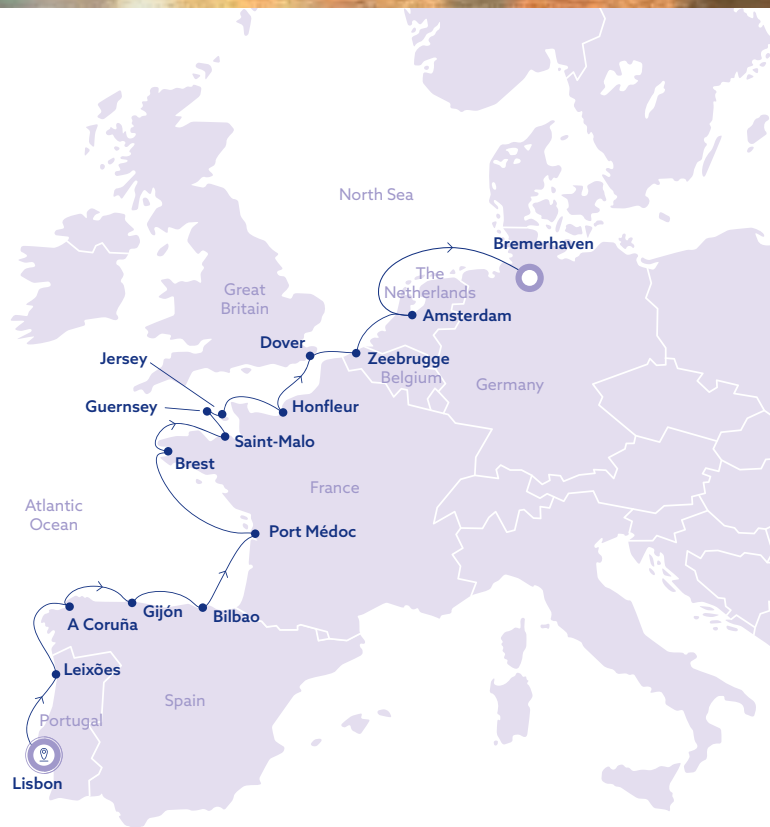 North Sea
Bremerhaven
The
Netherlands
Great
Britain
Amsterdam
Dover
Jersey
Zeebrugge
Belgium
Germany
Guernsey
Honfleur
Saint-Malo
Brest
France
Atlantic
Ocean
Port Médoc
Gijón
Bilbao
A Coruña
Leixões
Spain
Portugal
Lisbon